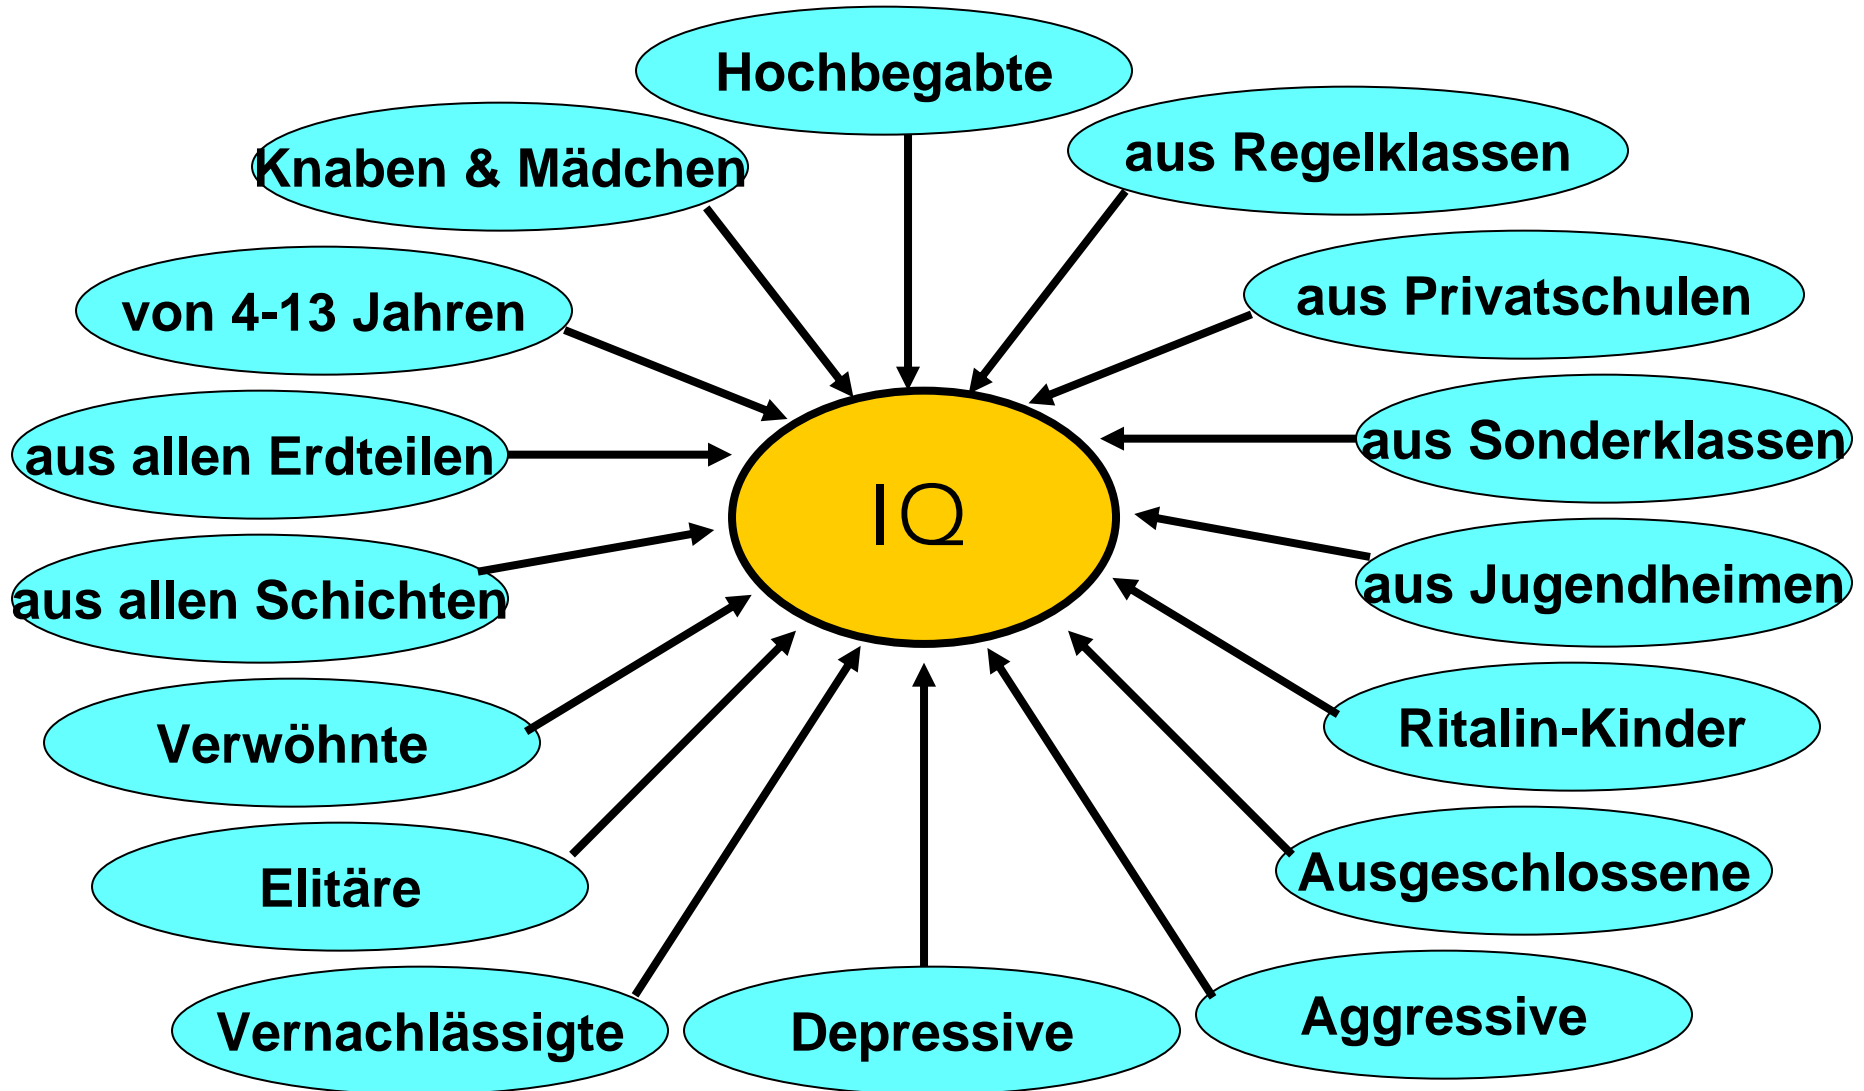 Hochbegabte
Knaben & Mädchen
aus Regelklassen
von 4-13 Jahren
aus Privatschulen
aus allen Erdteilen
aus Sonderklassen
IQ
aus allen Schichten
aus Jugendheimen
Verwöhnte
Ritalin-Kinder
Elitäre
Ausgeschlossene
Vernachlässigte
Depressive
Aggressive